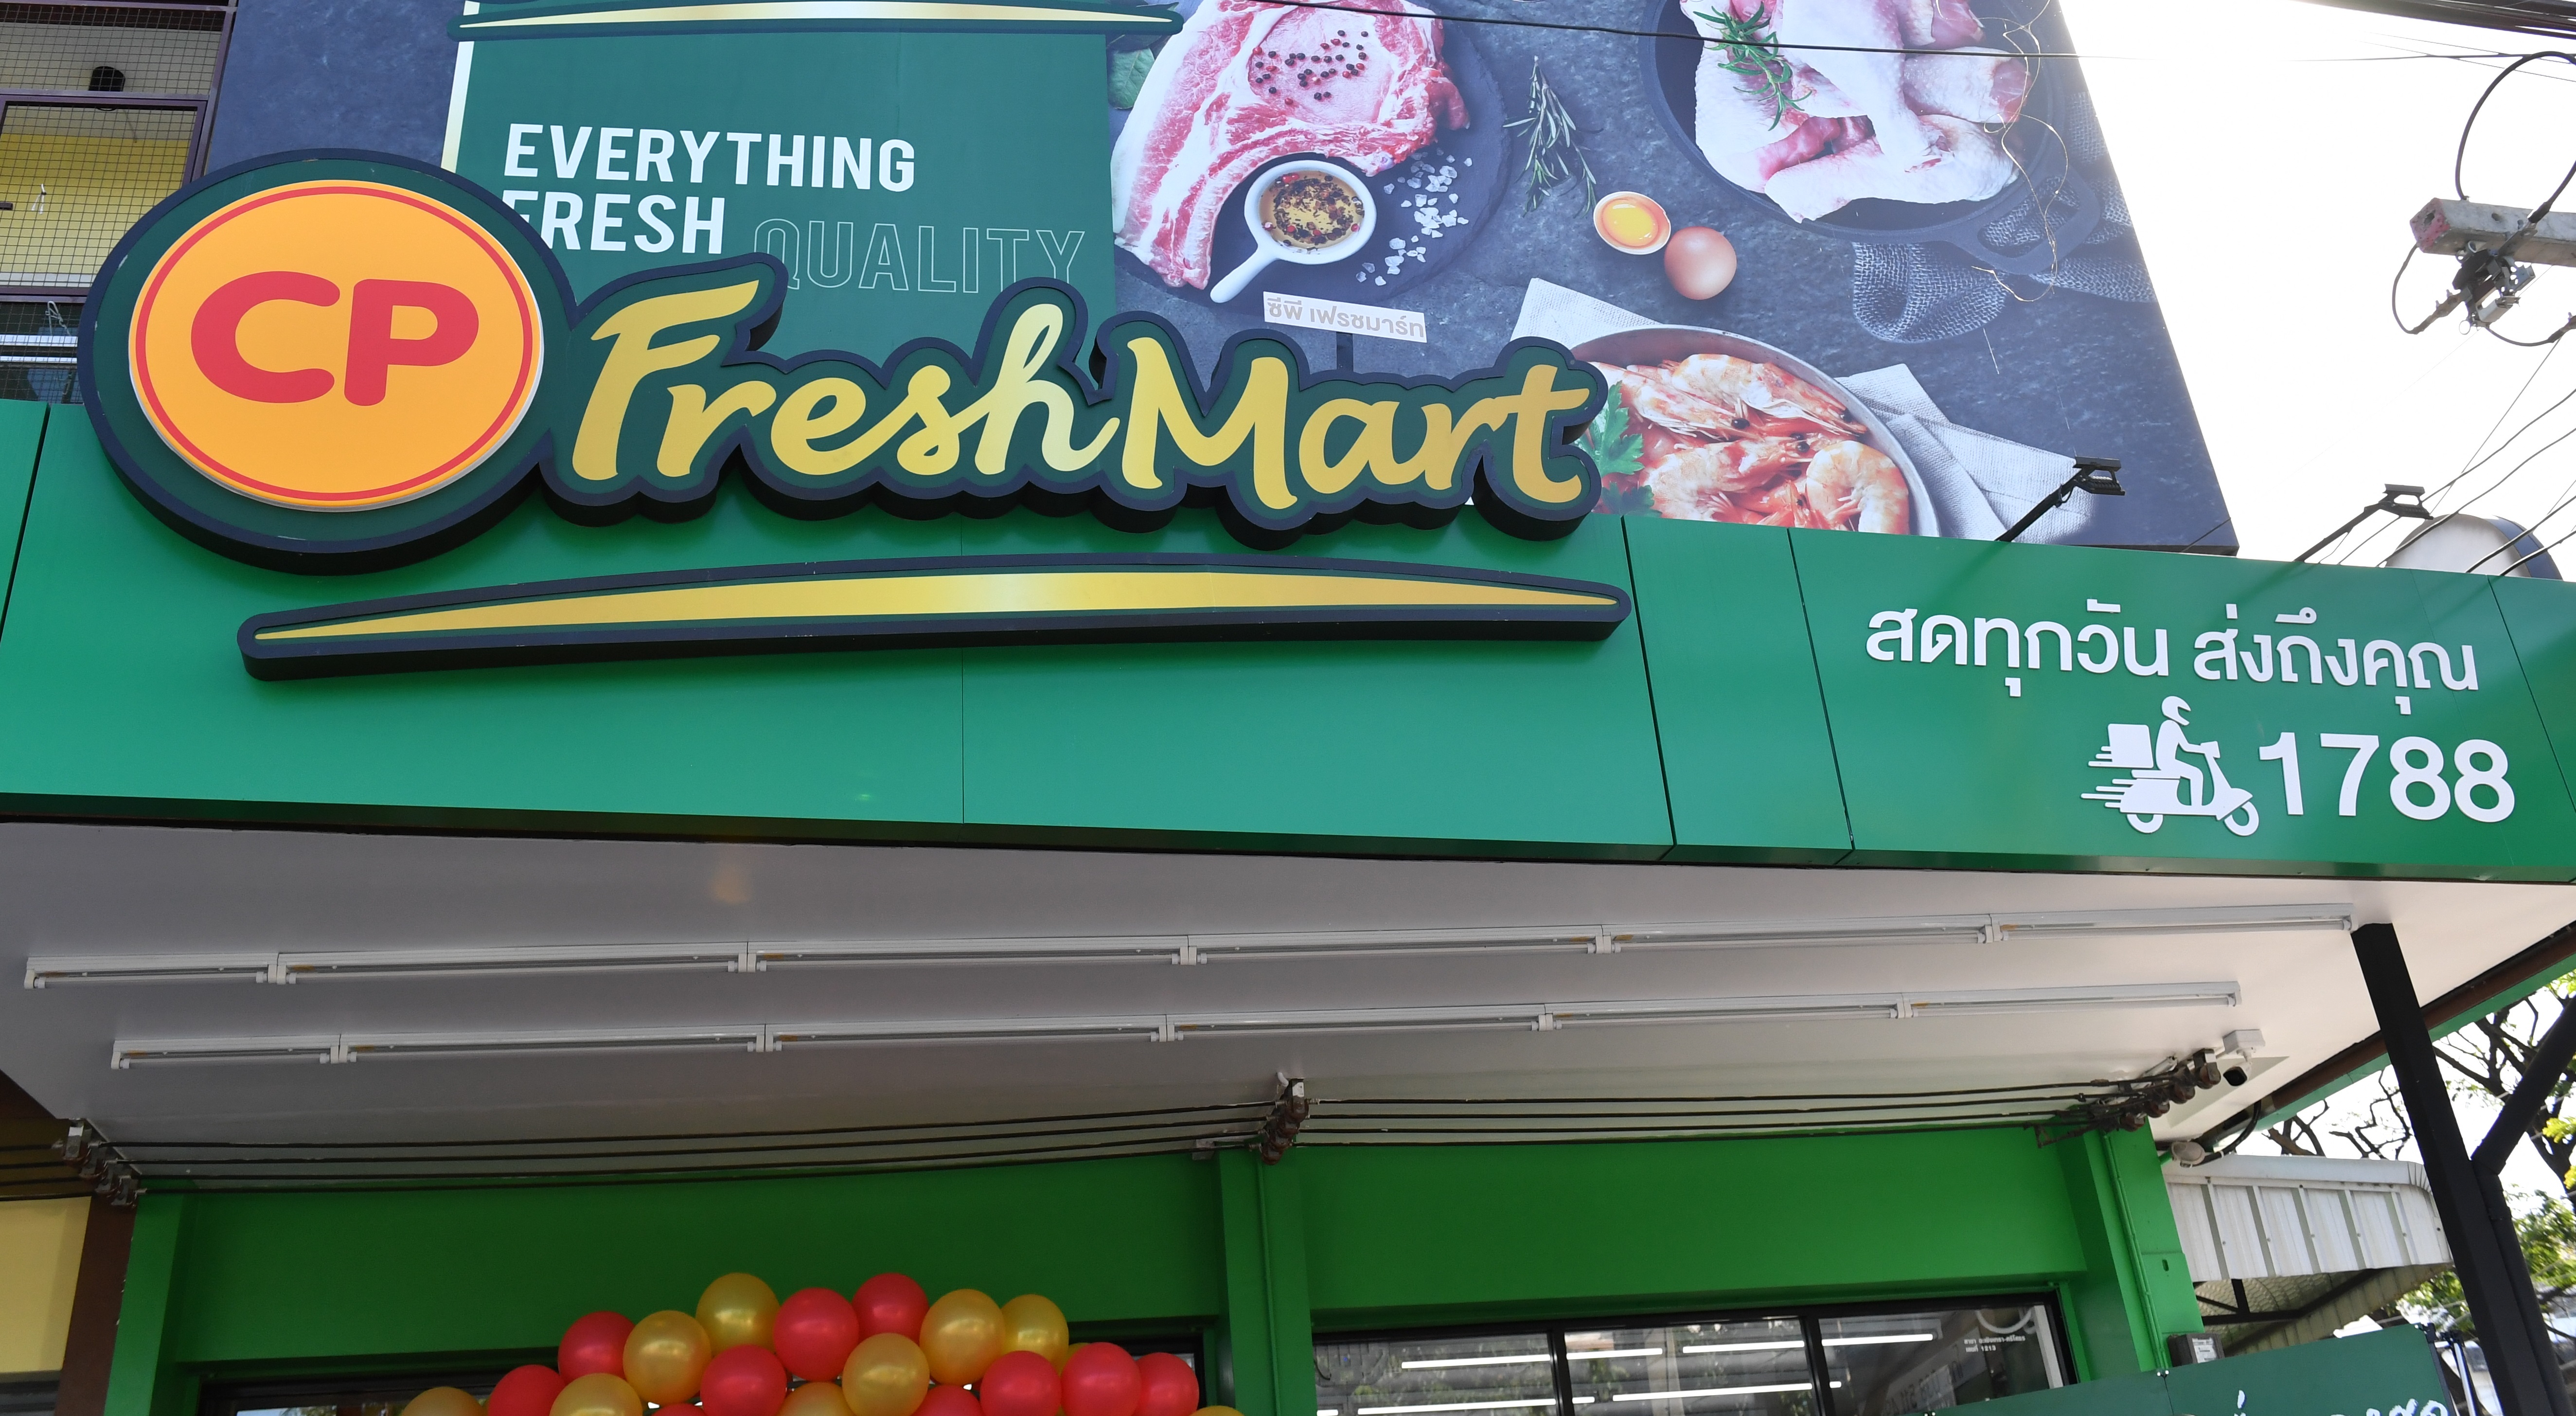 EVERYTHING
FRESH QUALITY
CP FreshMart
ซีพี เฟรชมาร์ท
สดทุกวัน ส่งถึงคุณ
1788